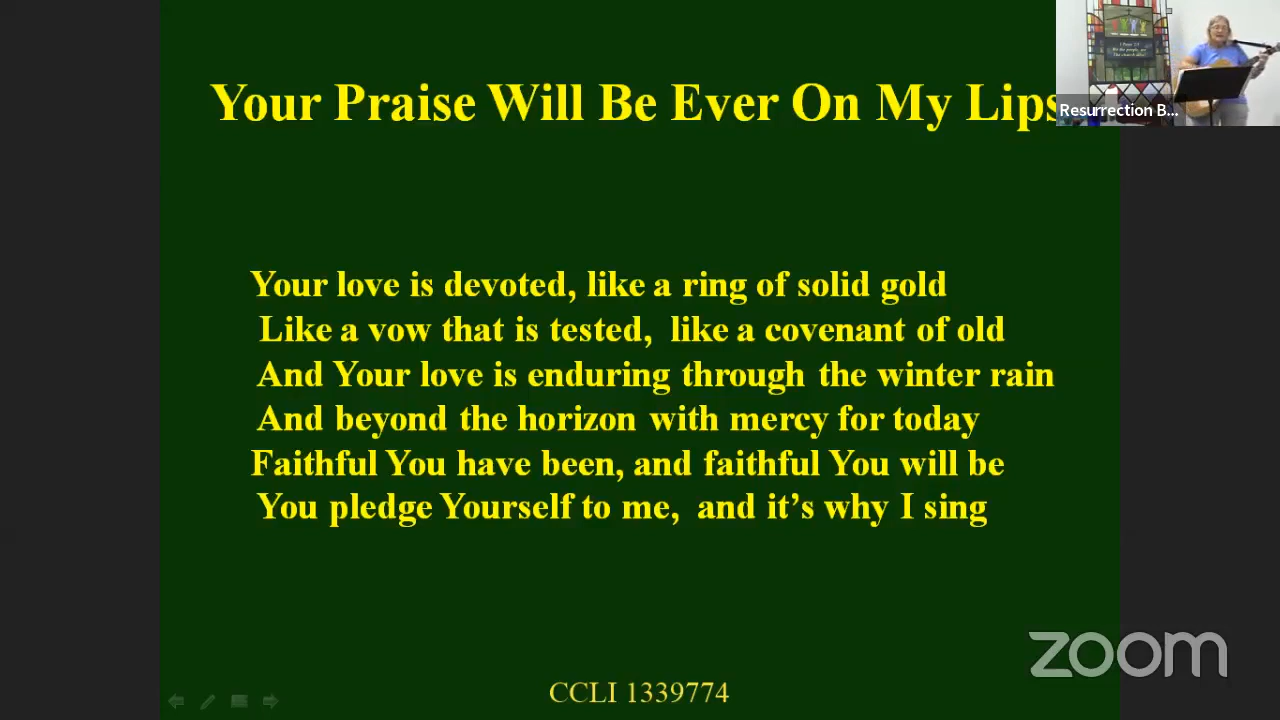 Your Praise Will Be Ever On My Lips
Resurrection B...
Your love is devoted, like a ring of solid gold
Like a vow that is tested, like a covenant of old
And Your love is enduring through the winter rain
And beyond the horizon with mercy for today
Faithful You have been, and faithful You will be
You pledge Yourself to me, and it's why I sing
zoom
CCLI 1339774